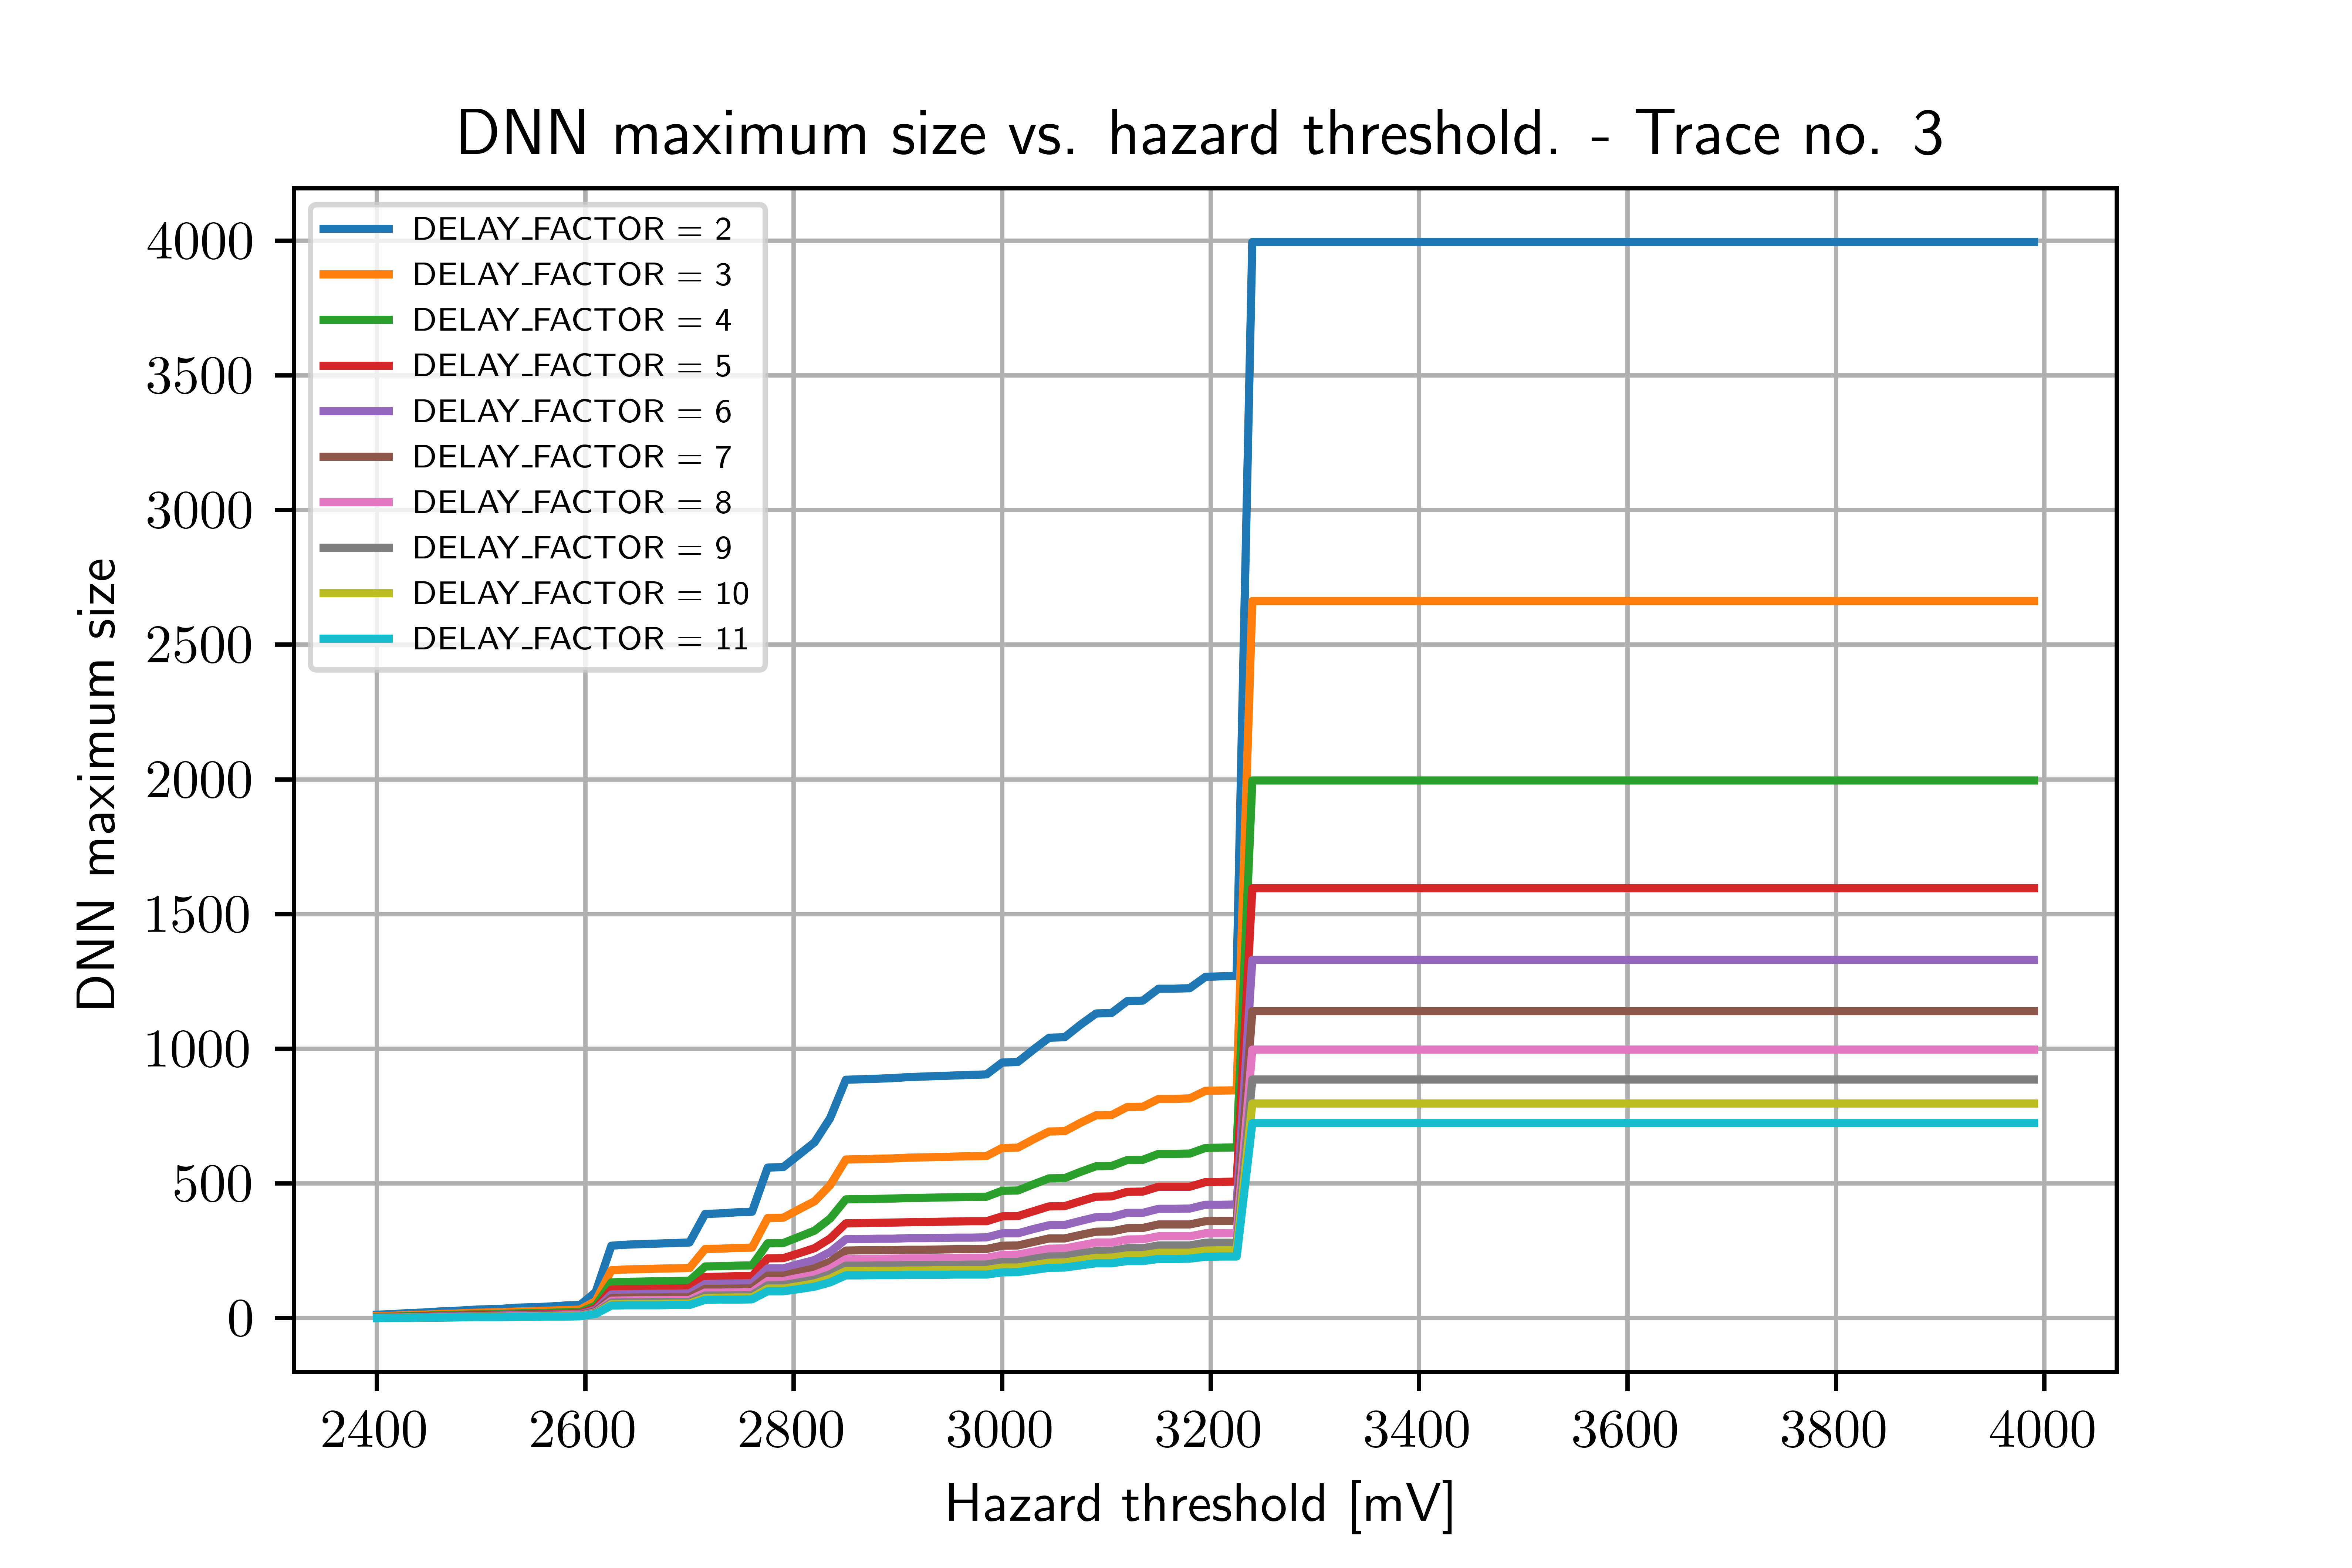 DNN maximum size vs. hazard threshold. - Trace no. 3
DELAY_FACTOR = 2
DELAY_FACTOR = 3
DELAY_FACTOR = 4
DELAY_FACTOR = 5
DELAY_FACTOR = 6
DELAY_FACTOR = 7
DELAY_FACTOR = 8
DELAY_FACTOR = 9
DELAY_FACTOR = 10
DELAY_FACTOR = 11
DNN maximum size
4000
3500
3000
2500
2000
1500
1000
500
0
2400 2600 2800 3000 3200 3400 3600 3800 4000
Hazard threshold [mV]